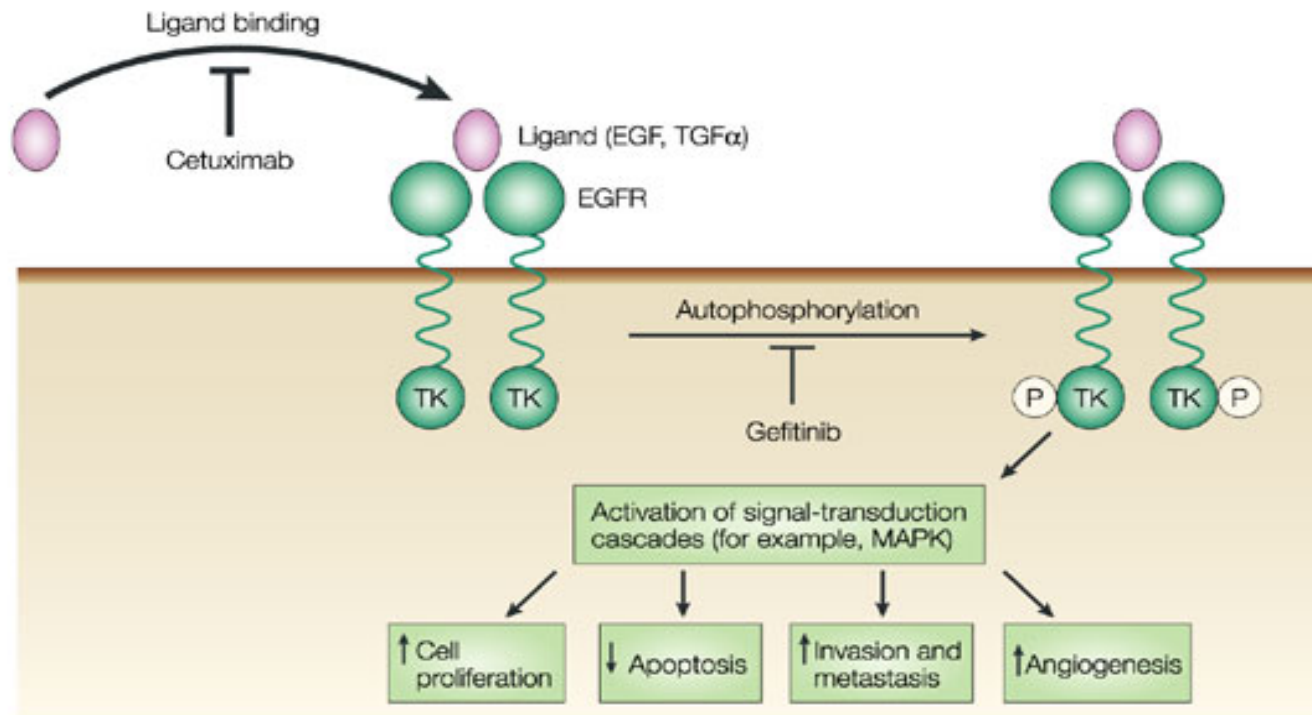 Ligand binding
Cetuximab
Ligand (EGF, TGFα)
EGFR
Autophosphorylation
Gefitinib
TK
TK
P
TK
TK
P
Activation of signal-transduction
cascades (for example, MAPK)
↑ Cell
proliferation
↓ Apoptosis
↑ Invasion and
metastasis
↑ Angiogenesis